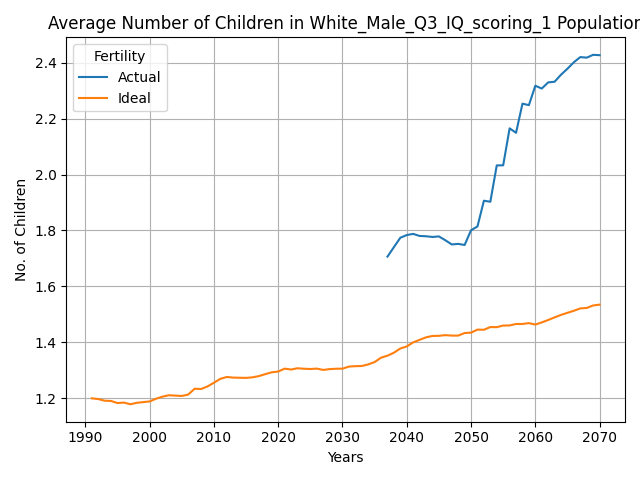 Average Number of Children in White_Male_Q3_IQ_scoring_1 Population
Fertility
Actual
Ideal
No. of Children
2.4
2.2
2.0
1.8
1.6
1.4
1.2
1990 2000 2010 2020 2030 2040 2050 2060 2070
Years